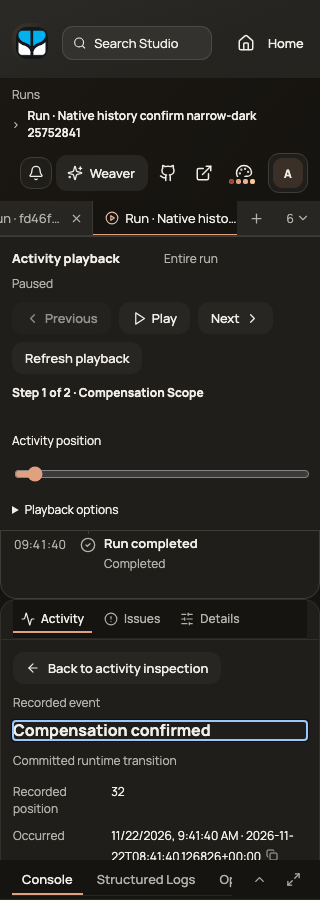 Search Studio
Home
Runs
Run · Native history confirm narrow-dark
25752841
Weaver
A
un · fd46f...
Run · Native histo...
6
Activity playback
Entire run
Paused
Previous
Play
Next
Refresh playback
Step 1 of 2 · Compensation Scope
Activity position
Playback options
09:41:40
Run completed
Completed
Activity
Issues
Details
Back to activity inspection
Recorded event
Compensation confirmed
Committed runtime transition
Recorded
position
32
Occurred
11/22/2026, 9:41:40 AM · 2026-11-
22T08:41:40.126826+00:00
Console
Structured Logs